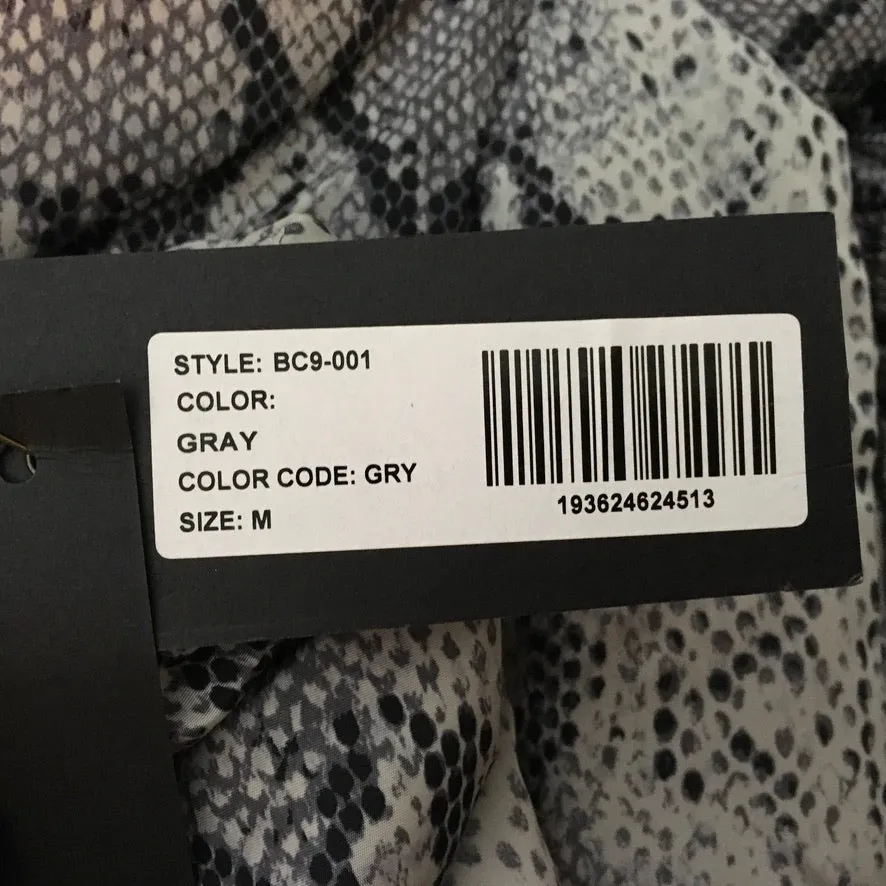 STYLE: BC9-001
COLOR:
GRAY
COLOR CODE: GRY
SIZE: M
193624624513